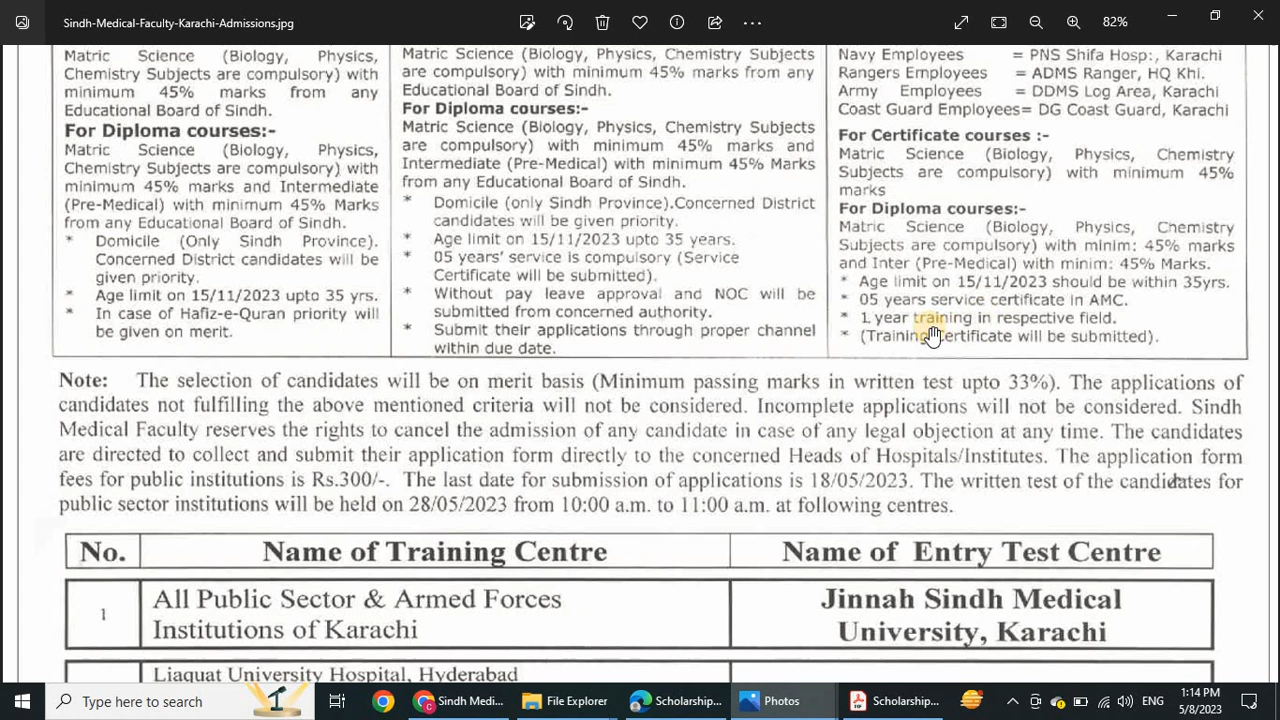 Sindh-Medical-Faculty-Karachi-Admissions.jpg
82%
Matric Science (Biology, Physics,
Chemistry Subjects are compulsory) with
minimum 45% marks from any
Educational Board of Sindh.
For Diploma courses:-
Matric Science (Biology, Physics,
Chemistry Subjects are compulsory) with
minimum 45% marks and Intermediate
(Pre-Medical) with minimum 45% Marks
from any Educational Board of Sindh.
* Domicile (Only Sindh Province).
Concerned District candidates will be
given priority.
* Age limit on 15/11/2023 upto 35 yrs.
* In case of Hafiz-e-Quran priority will
be given on merit.
Matric Science (Biology, Physics, Chemistry Subjects
are compulsory) with minimum 45% marks from any
Educational Board of Sindh.
For Diploma courses:-
Matric Science (Biology, Physics, Chemistry Subjects
are compulsory) with minimum 45% marks and
Intermediate (Pre-Medical) with minimum 45% Marks
from any Educational Board of Sindh.
* Domicile (only Sindh Province).Concerned District
candidates will be given priority.
* Age limit on 15/11/2023 upto 35 years.
* 05 years' service is compulsory (Service
Certificate will be submitted).
* Without pay leave approval and NOC will be
submitted from concerned authority.
* Submit their applications through proper channel
within due date.
Navy Employees = PNS Shifa Hosp:, Karachi
Rangers Employees = ADMS Ranger, HQ Khi.
Army Employees = DDMS Log Area, Karachi
Coast Guard Employees= DG Coast Guard, Karachi
For Certificate courses :-
Matric Science (Biology, Physics, Chemistry
Subjects are compulsory) with minimum 45%
marks
For Diploma courses:-
Matric Science (Biology, Physics, Chemistry
Subjects are compulsory) with minim: 45% marks
and Inter (Pre-Medical) with minim: 45% Marks.
* Age limit on 15/11/2023 should be within 35yrs.
* 05 years service certificate in AMC.
* 1 year training in respective field.
* (Training Certificate will be submitted).
Note: The selection of candidates will be on merit basis (Minimum passing marks in written test upto 33%). The applications of
candidates not fulfilling the above mentioned criteria will not be considered. Incomplete applications will not be considered. Sindh
Medical Faculty reserves the rights to cancel the admission of any candidate in case of any legal objection at any time. The candidates
are directed to collect and submit their application form directly to the concerned Heads of Hospitals/Institutes. The application form
fees for public institutions is Rs.300/-. The last date for submission of applications is 18/05/2023. The written test of the candidates for
public sector institutions will be held on 28/05/2023 from 10:00 a.m. to 11:00 a.m. at following centres.
No. Name of Training Centre Name of Entry Test Centre
1 All Public Sector & Armed Forces
Institutions of Karachi
Jinnah Sindh Medical
University, Karachi
Liaquat University Hospital, Hyderabad
Type here to search
Sindh Medi...
File Explorer
Scholarship...
Photos
Scholarship...
ENG
1:14 PM
5/8/2023